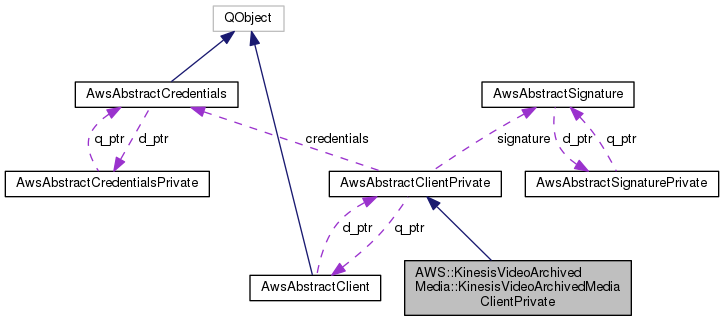 QObject
AwsAbstractCredentials
AwsAbstractSignature
q_ptr
d_ptr
credentials
signature
d_ptr
q_ptr
AwsAbstractCredentialsPrivate
AwsAbstractClientPrivate
AwsAbstractSignaturePrivate
d_ptr
q_ptr
AwsAbstractClient
AWS::KinesisVideoArchived
Media::KinesisVideoArchivedMedia
ClientPrivate